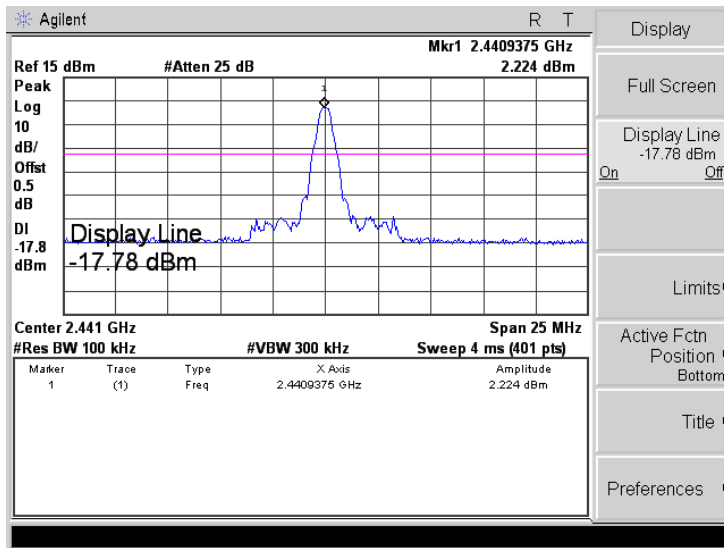 Agilent
R T
Mkr1 2.4409375 GHz
Ref 15 dBm #Atten 25 dB 2.224 dBm
Peak
Log
10
dB/
Offst
0.5
dB
DI
-17.8
dBm
1
Display Line
-17.78 dBm
Center 2.441 GHz Span 25 MHz
#Res BW 100 kHz #VBW 300 kHz Sweep 4 ms (401 pts)
Marker Trace Type X Axis Amplitude
1 (1) Freq 2.4409375 GHz 2.224 dBm
Display
Full Screen
Display Line
-17.78 dBm
On Off
Limits
Active Fctn
Position
Bottom
Title
Preferences